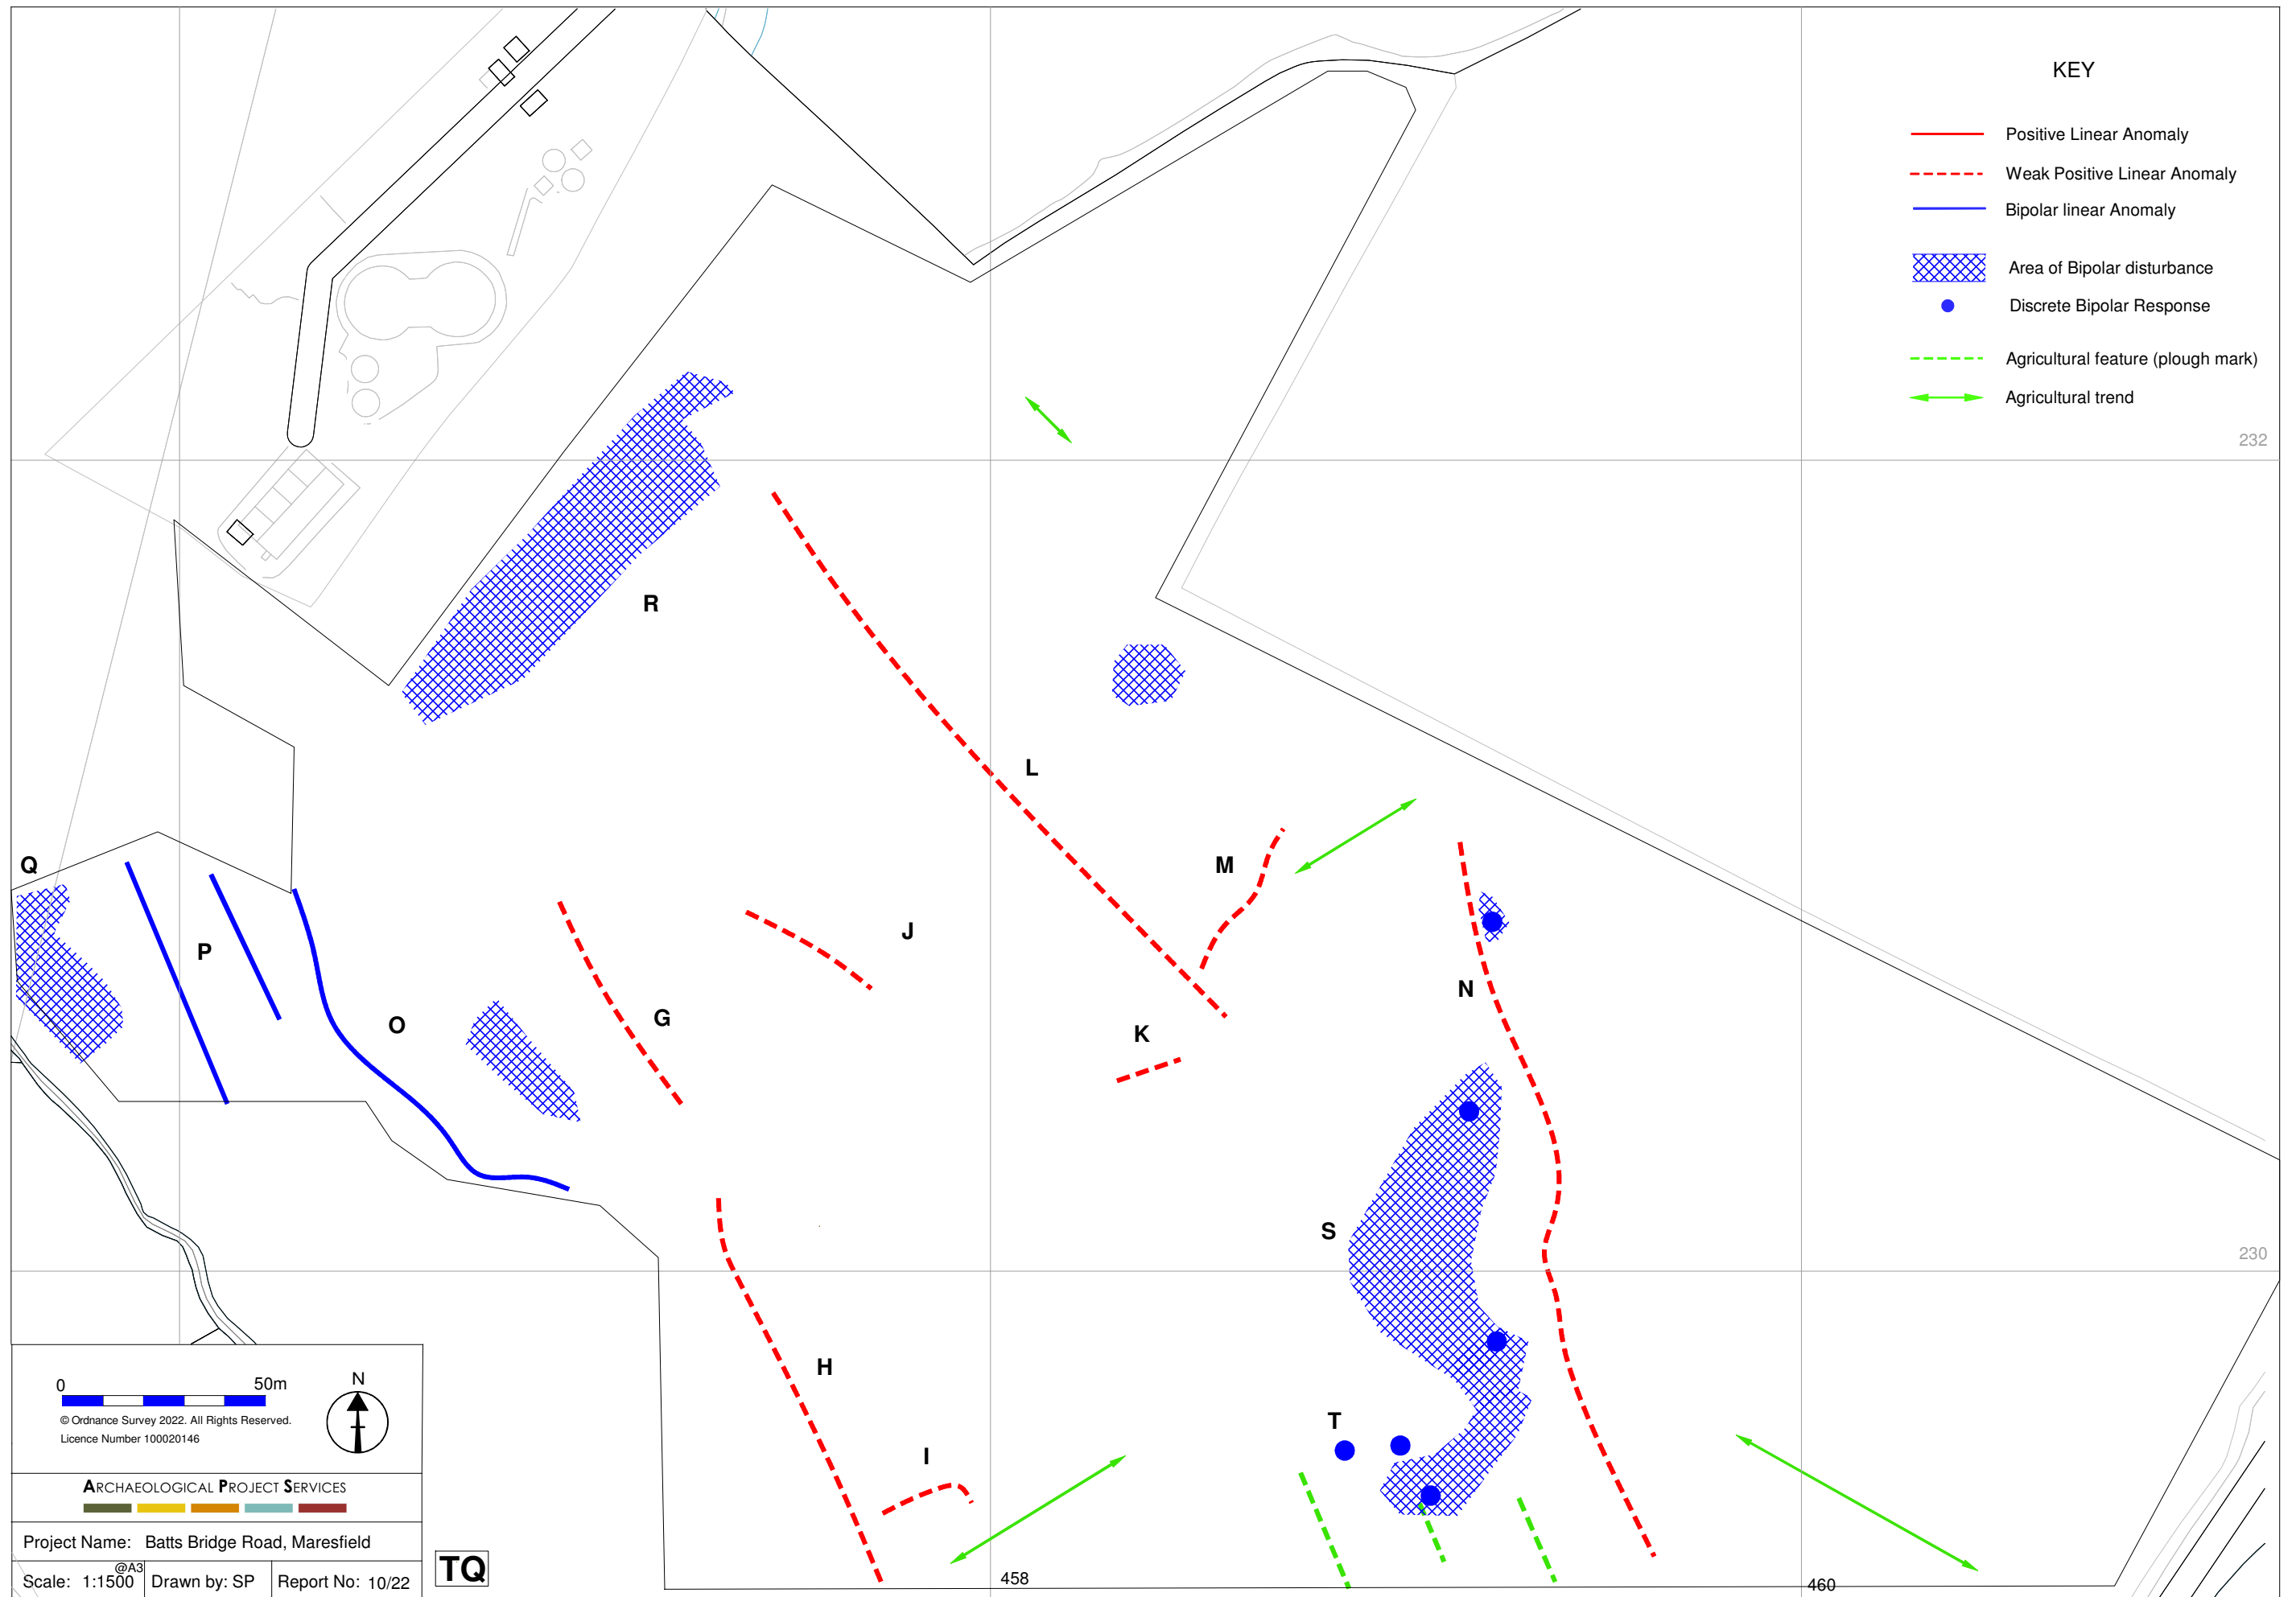 KEY
Positive Linear Anomaly
Weak Positive Linear Anomaly
Bipolar linear Anomaly
Area of Bipolar disturbance
Discrete Bipolar Response
Agricultural feature (plough mark)
Agricultural trend
232
R
L
Q
M
P
J
N
G
O
K
S
230
H
T
I
0 50m
N
© Ordnance Survey 2022. All Rights Reserved.
Licence Number 100020146
ARCHAEOLOGICAL PROJECT SERVICES
Project Name: Batts Bridge Road, Maresfield
@A3
Scale: 1:1500 Drawn by: SP Report No: 10/22
TQ
458
460